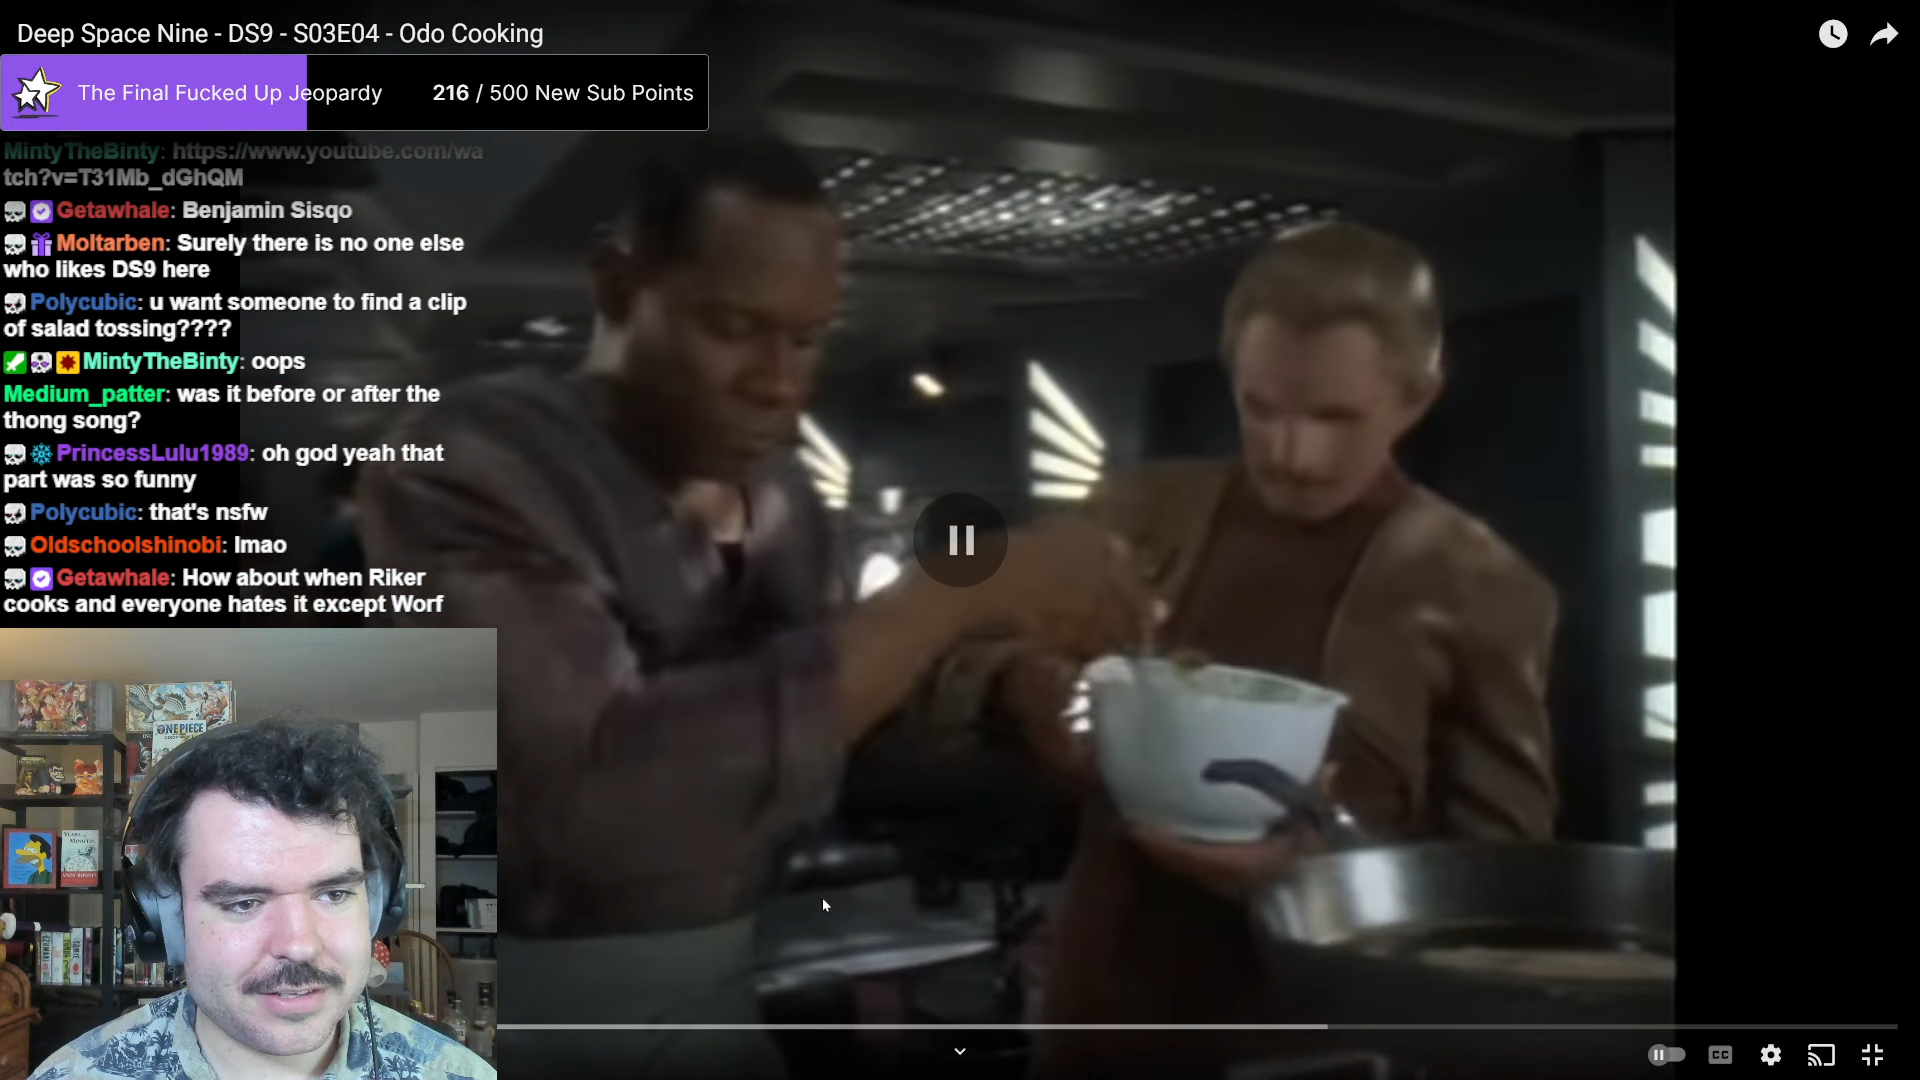 Deep Space Nine - DS9 - S03E04 - Odo Cooking
The Final Fucked Up Jeopardy 216 / 500 New Sub Points
MintyTheBinty: https://www.youtube.com/wa
tch?v=T31Mb_dGhQM
Getawhale: Benjamin Sisqo
Moltarben: Surely there is no one else
who likes DS9 here
Polycubic: u want someone to find a clip
of salad tossing????
MintyTheBinty: oops
Medium_patter: was it before or after the
thong song?
PrincessLulu1989: oh god yeah that
part was so funny
Polycubic: that's nsfw
Oldschoolshinobi: lmao
Getawhale: How about when Riker
cooks and everyone hates it except Worf
ONE PIECE
CC